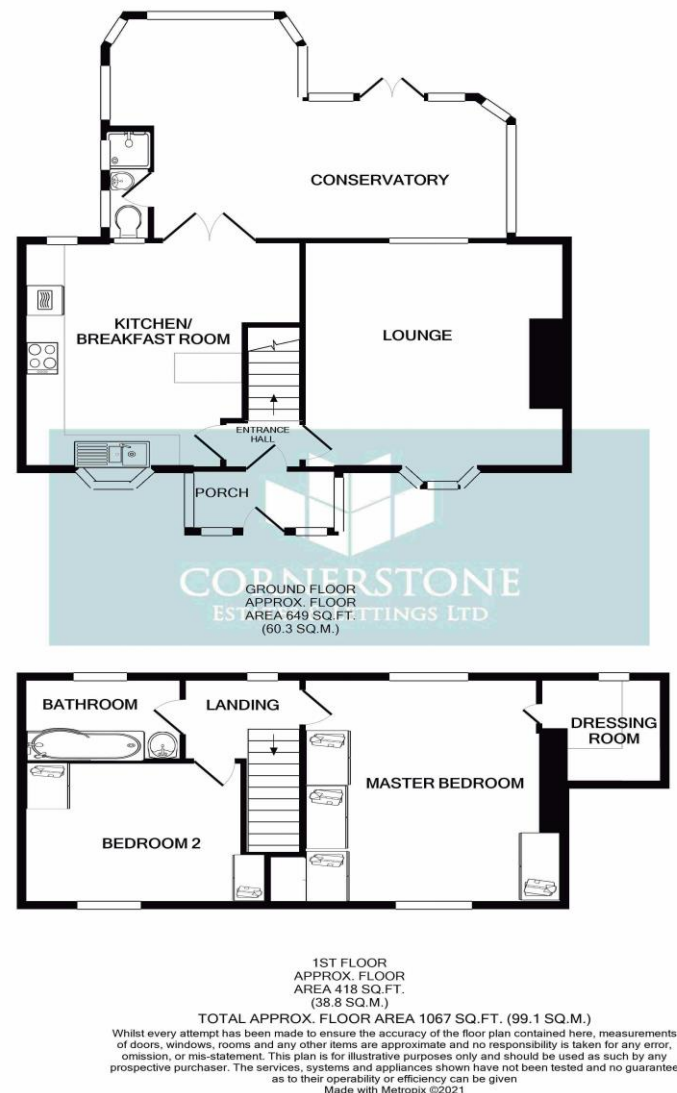 CONSERVATORY
KITCHEN/
BREAKFAST ROOM
LOUNGE
ENTRANCE
HALL
PORCH
CORNERSTONE
GROUND FLOOR
APPROX. FLOOR
AREA 649 SQ.FT.
(60.3 SQ.M.)
BATHROOM
LANDING
DRESSING
ROOM
MASTER BEDROOM
BEDROOM 2
1ST FLOOR
APPROX. FLOOR
AREA 418 SQ.FT.
(38.8 SQ.M.)
TOTAL APPROX. FLOOR AREA 1067 SQ.FT. (99.1 SQ.M.)
Whilst every attempt has been made to ensure the accuracy of the floor plan contained here, measurements
of doors, windows, rooms and any other items are approximate and no responsibility is taken for any error,
omission, or mis-statement. This plan is for illustrative purposes only and should be used as such by any
prospective purchaser. The services, systems and appliances shown have not been tested and no guarantee
as to their operability or efficiency can be given
Made with Metropix ©2021